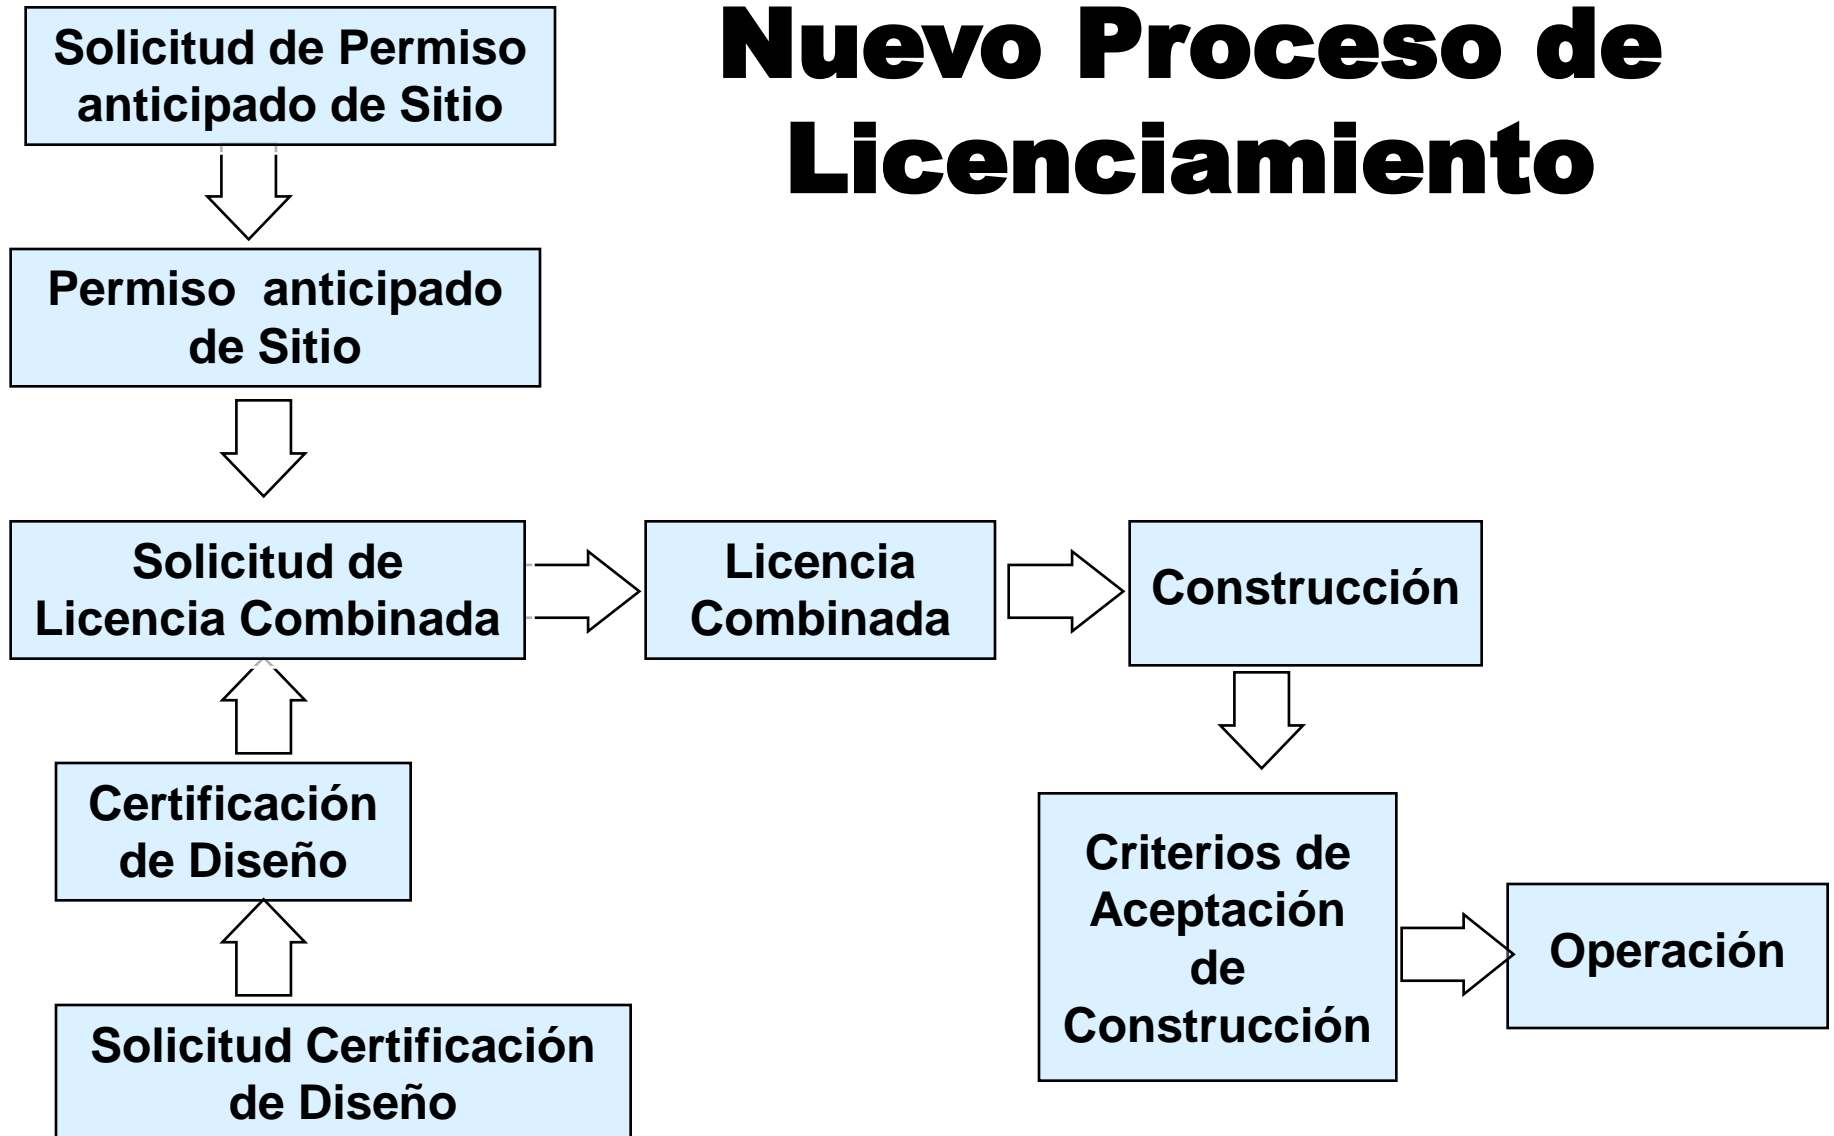 Nuevo Proceso de
Licenciamiento
Solicitud de Permiso
anticipado de Sitio
Permiso anticipado
de Sitio
Solicitud de
Licencia Combinada
Licencia
Combinada
Construcción
Certificación
de Diseño
Solicitud Certificación
de Diseño
Criterios de
Aceptación
de
Construcción
Operación